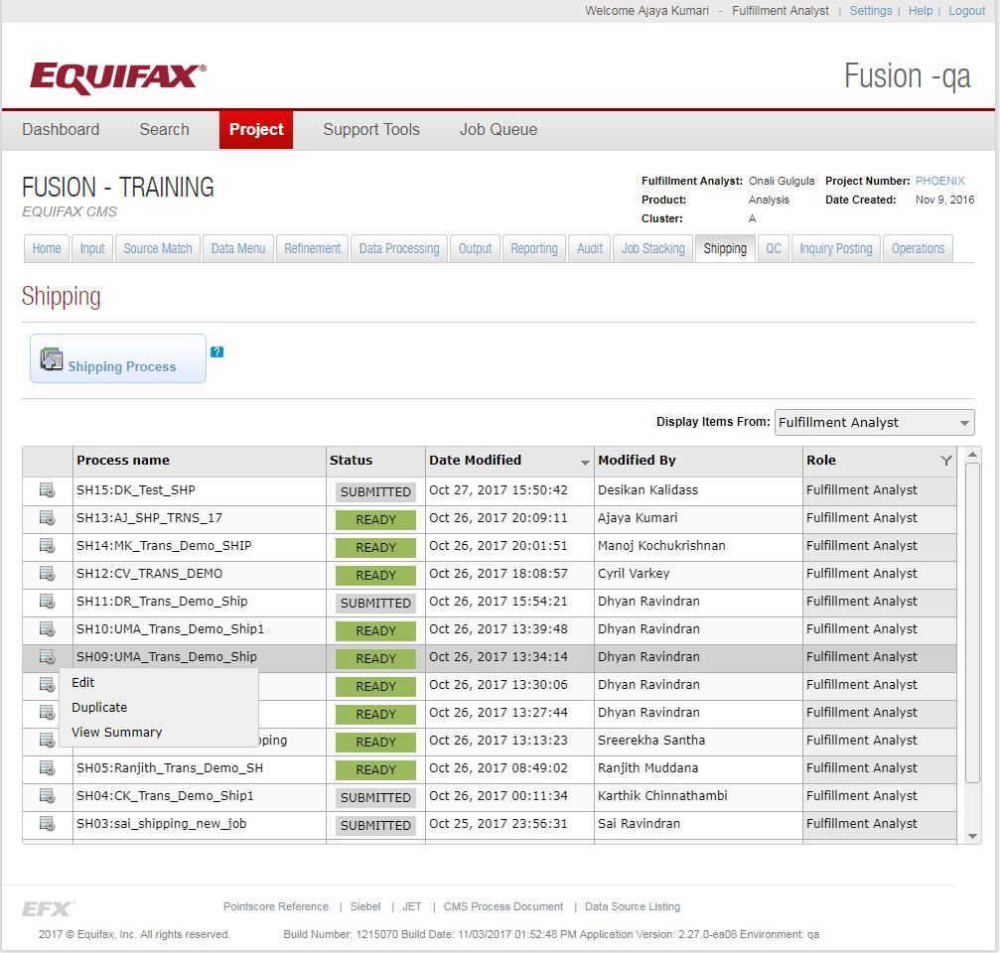 Welcome Ajaya Kumari - Fulfillment Analyst | Settings | Help | Logout
EQUIFAX®
Fusion -qa
Dashboard Search Project Support Tools Job Queue
FUSION - TRAINING
EQUIFAX CMS
Fulfillment Analyst: Onali Gulgula Project Number: PHOENIX
Product: Analysis Date Created: Nov 9, 2016
Cluster: A
Home Input Source Match Data Menu Refinement Data Processing Output Reporting Audit Job Stacking Shipping QC Inquiry Posting Operations
Shipping
Shipping Process ?
Display Items From: Fulfillment Analyst
Process name Status Date Modified Modified By Role
SH15:DK_Test_SHP SUBMITTED Oct 27, 2017 15:50:42 Desikan Kalidass Fulfillment Analyst
SH13:AJ_SHP_TRNS_17 READY Oct 26, 2017 20:09:11 Ajaya Kumari Fulfillment Analyst
SH14:MK_Trans_Demo_SHIP READY Oct 26, 2017 20:01:51 Manoj Kochukrishnan Fulfillment Analyst
SH12:CV_TRANS_DEMO READY Oct 26, 2017 18:08:57 Cyril Varkey Fulfillment Analyst
SH11:DR_Trans_Demo_Ship SUBMITTED Oct 26, 2017 15:54:21 Dhyan Ravindran Fulfillment Analyst
SH10:UMA_Trans_Demo_Ship1 READY Oct 26, 2017 13:39:48 Dhyan Ravindran Fulfillment Analyst
SH09:UMA_Trans_Demo_Ship READY Oct 26, 2017 13:34:14 Dhyan Ravindran Fulfillment Analyst
Edit READY Oct 26, 2017 13:30:06 Dhyan Ravindran Fulfillment Analyst
Duplicate READY Oct 26, 2017 13:27:44 Dhyan Ravindran Fulfillment Analyst
View Summary pping READY Oct 26, 2017 13:13:23 Sreerekha Santha Fulfillment Analyst
SH05:Ranjith_Trans_Demo_SH READY Oct 26, 2017 08:49:02 Ranjith Muddana Fulfillment Analyst
SH04:CK_Trans_Demo_Ship1 SUBMITTED Oct 26, 2017 00:11:34 Karthik Chinnathambi Fulfillment Analyst
SH03:sai_shipping_new_job SUBMITTED Oct 25, 2017 23:56:31 Sai Ravindran Fulfillment Analyst
EFX Pointscore Reference | Siebel | JET | CMS Process Document | Data Source Listing
2017 © Equifax, Inc. All rights reserved. Build Number: 1215070 Build Date: 11/03/2017 01:52:48 PM Application Version: 2.27.0-ea08 Environment: qa